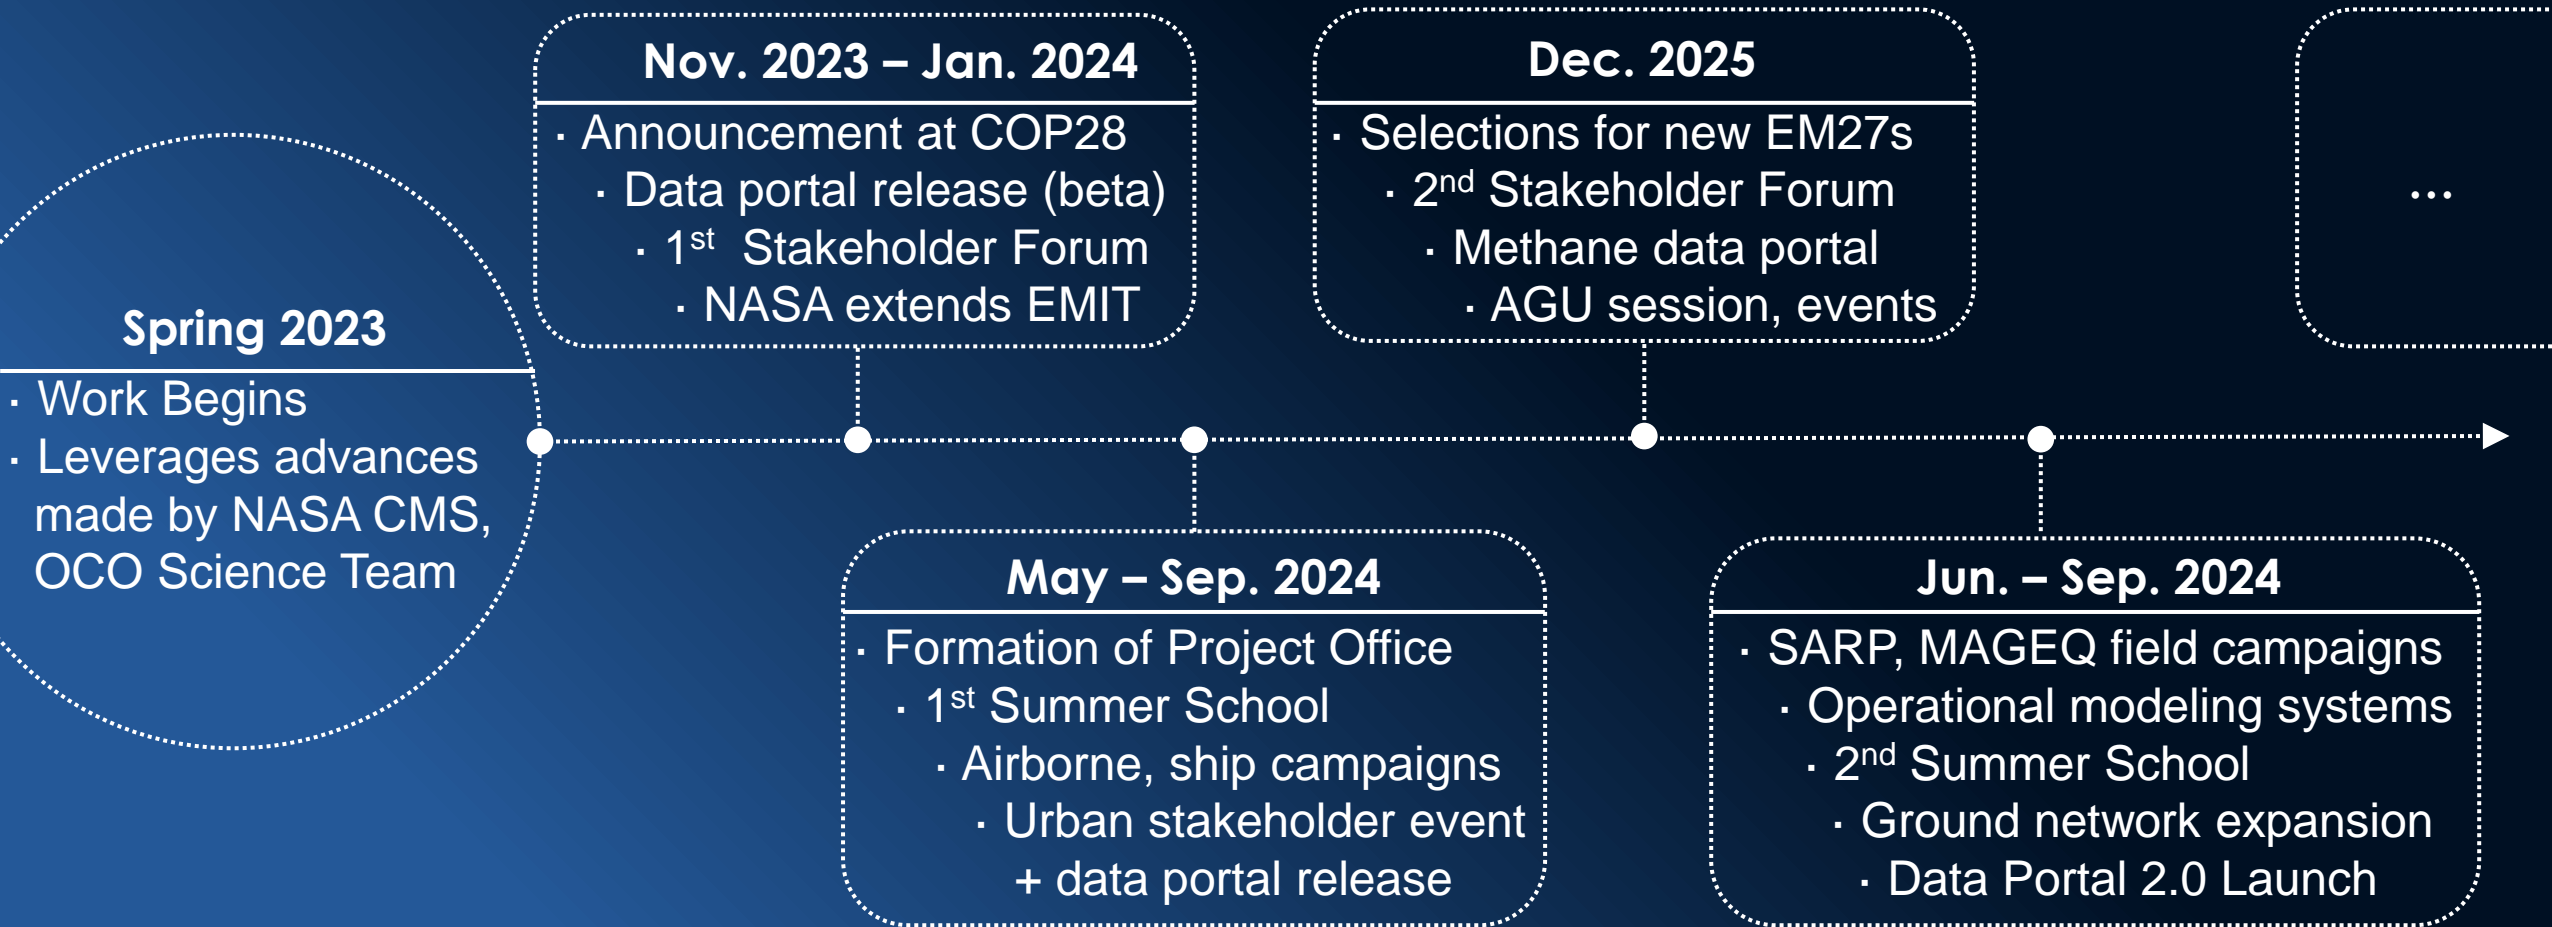 Spring 2023
· Work Begins
· Leverages advances
made by NASA CMS,
OCO Science Team
Nov. 2023 – Jan. 2024
· Announcement at COP28
· Data portal release (beta)
· 1st Stakeholder Forum
· NASA extends EMIT
May – Sep. 2024
· Formation of Project Office
· 1st Summer School
· Airborne, ship campaigns
· Urban stakeholder event
+ data portal release
Dec. 2025
· Selections for new EM27s
· 2nd Stakeholder Forum
· Methane data portal
· AGU session, events
Jun. – Sep. 2024
· SARP, MAGEQ field campaigns
· Operational modeling systems
· 2nd Summer School
· Ground network expansion
· Data Portal 2.0 Launch
...